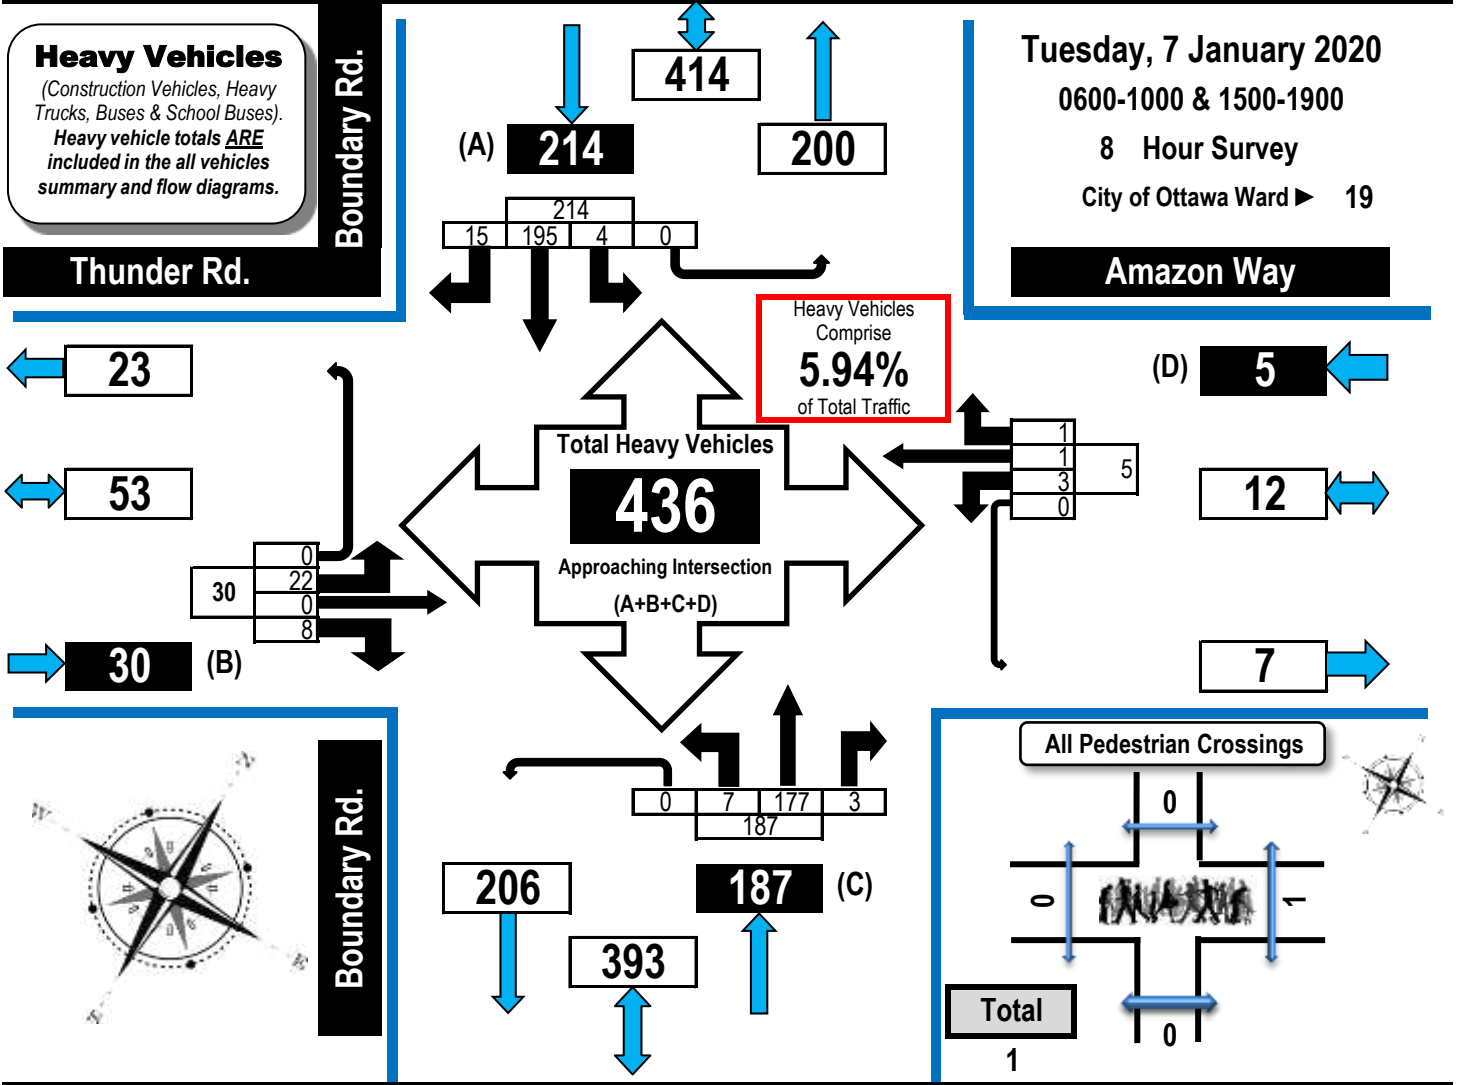 Heavy Vehicles
(Construction Vehicles, Heavy
Trucks, Buses & School Buses).
Heavy vehicle totals ARE
included in the all vehicles
summary and flow diagrams.
Boundary Rd.
Thunder Rd.
414
(A) 214
200
214
15 195 4 0
Tuesday, 7 January 2020
0600-1000 & 1500-1900
8 Hour Survey
City of Ottawa Ward ► 19
Amazon Way
Heavy Vehicles
Comprise
5.94%
of Total Traffic
23
53
0
22
0
8
30
30 (B)
Total Heavy Vehicles
436
Approaching Intersection
(A+B+C+D)
(D) 5
1
1
3
0
5
12
7
Boundary Rd.
N
W
E
S
0 7 177 3
187
206
187 (C)
393
All Pedestrian Crossings
0
0
1
0
Total
1